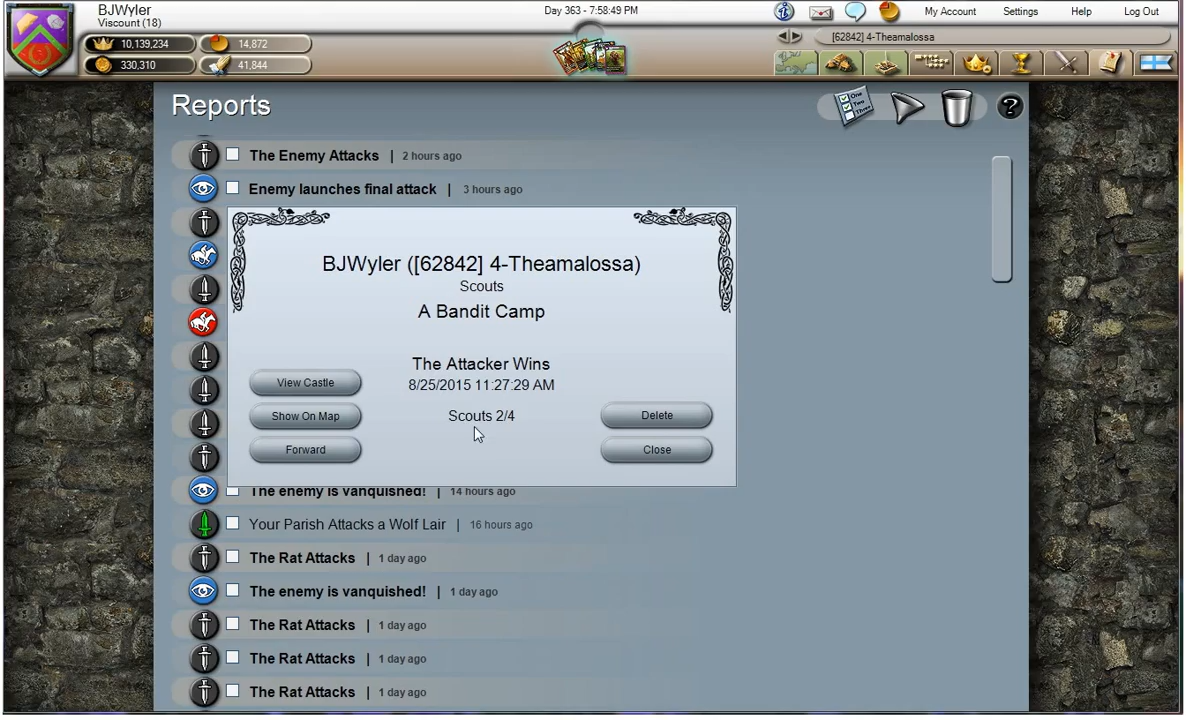 BJWyler
Viscount (18)
Day 363 - 7:58:49 PM
My Account
Settings
Help
Log Out
10,139,234
14,872
[62842] 4-Theamalossa
330,310
41,844
Reports
One
Two
Three
?
The Enemy Attacks | 2 hours ago
Enemy launches final attack | 3 hours ago
BJWyler ([62842] 4-Theamalossa)
Scouts
A Bandit Camp
The Attacker Wins
View Castle
8/25/2015 11:27:29 AM
Show On Map
Scouts 2/4
Delete
Forward
Close
The enemy is vanquished! | 14 hours ago
Your Parish Attacks a Wolf Lair | 16 hours ago
The Rat Attacks | 1 day ago
The enemy is vanquished! | 1 day ago
The Rat Attacks | 1 day ago
The Rat Attacks | 1 day ago
The Rat Attacks | 1 day ago